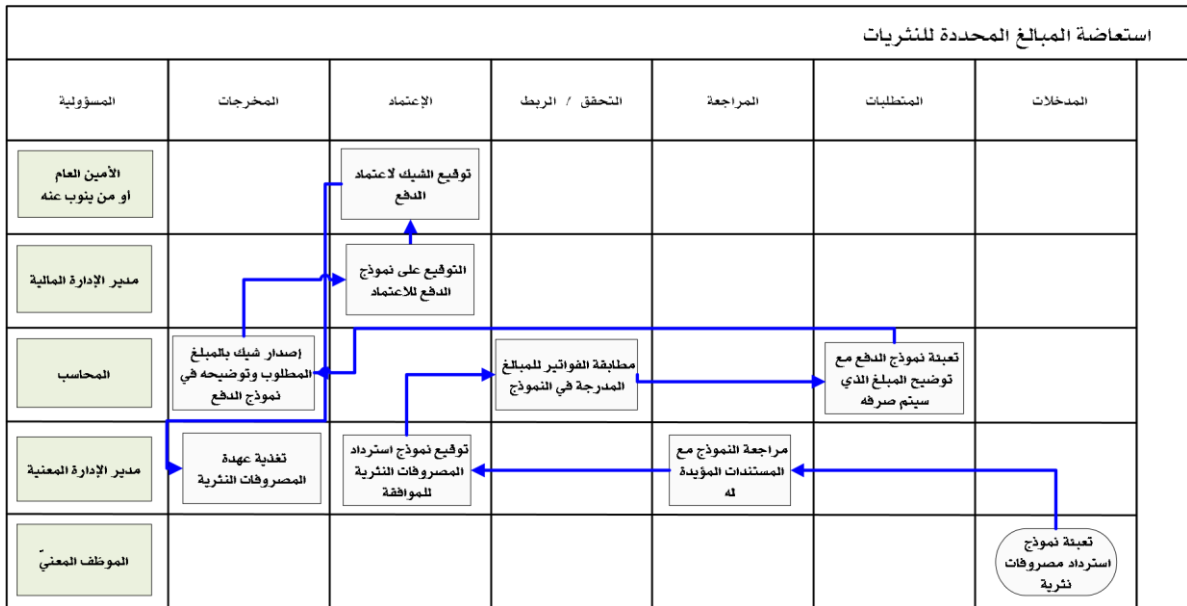 استعاضة المبالغ المحددة للنثريات
المدخلات
المتطلبات
المراجعة
التحقق / الربط
الإعتماد
المخرجات
المسؤولية
توقيع الشيك لاعتماد
الدفع
الأمين العام
او من ينوب عنه
التوقيع على نموذج
الدفع للاعتماد
مدير الإدارة المالية
تعبئة نموذج الدفع مع
توضيح المبلغ الذي
سيتم صرفه
مطابقة الفواتير للمبالغ
المدرجة في النموذج
إصدار شيك بالمبلغ
المطلوب وتوضيحه في
نموذج الدفع
المحاسب
مراجعة النموذج مع
المستندات المؤيدة
له
توقيع نموذج استرداد
المصروفات النثرية
للموافقة
تغذية عهدة
المصروفات النثرية
مدير الإدارة المعنية
تعبئة نموذج
استرداد مصروفات
نثرية
الموظف المعنيّ